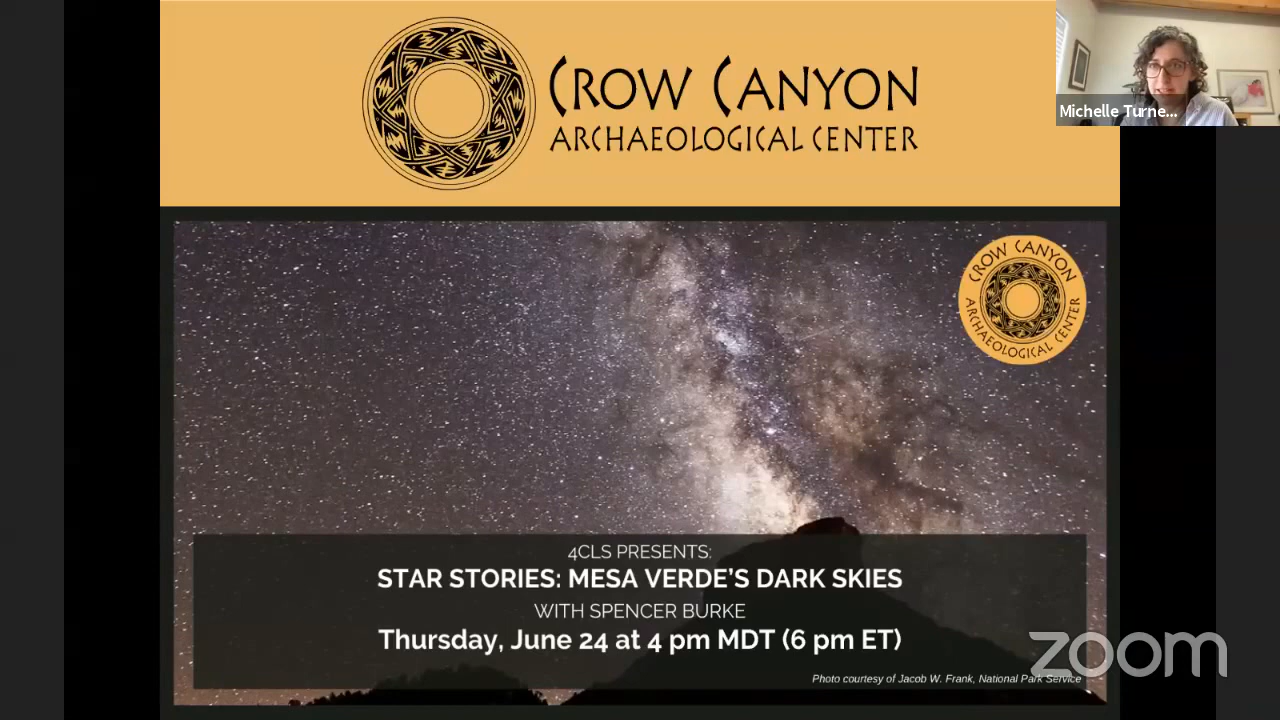 CROW CANYON
ARCHAEOLOGICAL CENTER
Michelle Turne...
CROW CANYON
ARCHAEOLOGICAL CENTER
4CLS PRESENTS:
STAR STORIES: MESA VERDE'S DARK SKIES
WITH SPENCER BURKE
Thursday, June 24 at 4 pm MDT (6 pm ET)
Photo courtesy of Jacob W. Frank, National Park Service
zoom